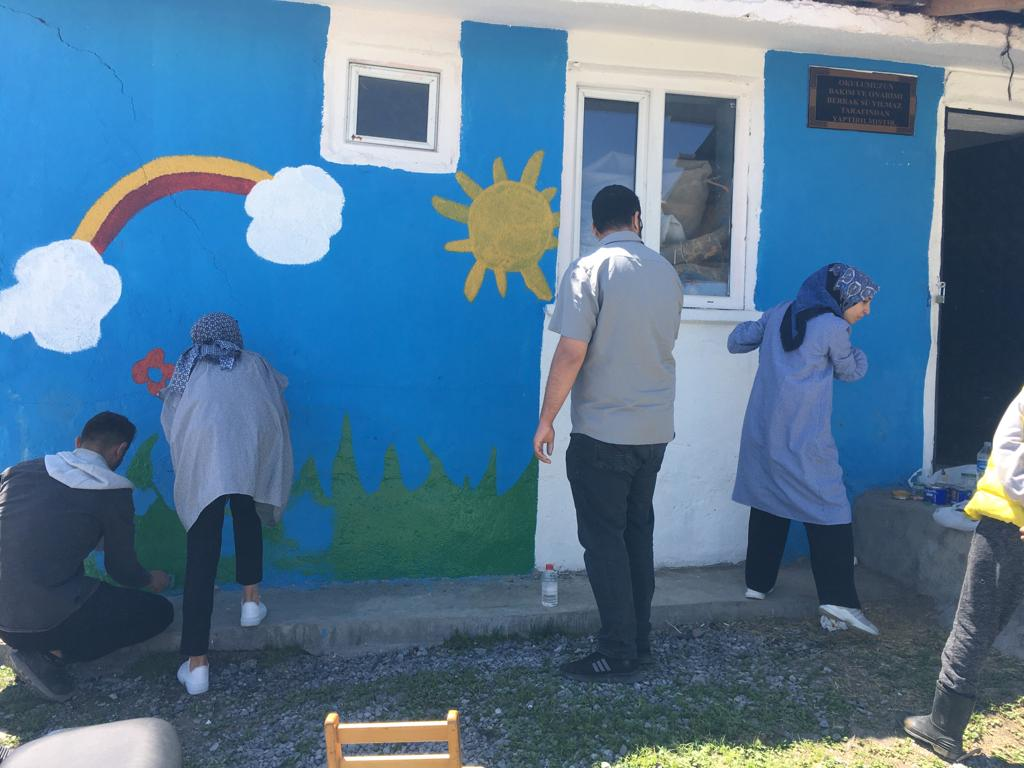 OKULUMUZUN
BAKIM VE ONARIMI
BERRAK SU YILMAZ
TARAFINDAN
YAPTIRILMIŞTIR.